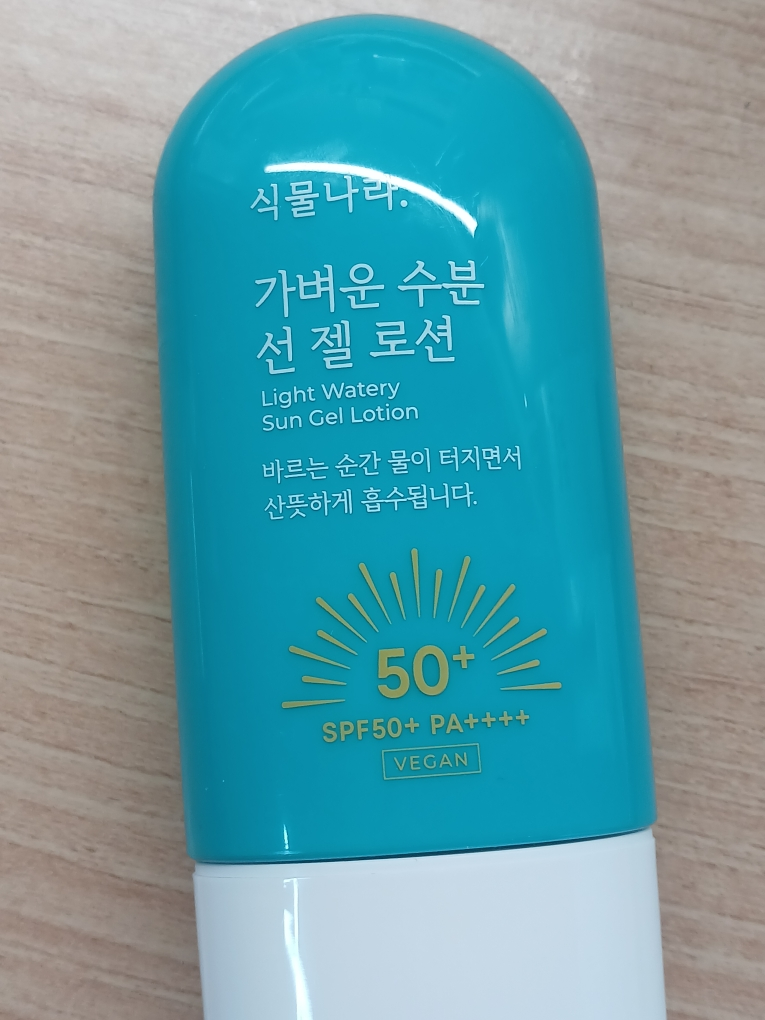 식물나라.
가벼운 수분
선 젤 로션
Light Watery
Sun Gel Lotion
바르는 순간 물이 터지면서
산뜻하게 흡수됩니다.
50+
SPF50+ PA++++
VEGAN